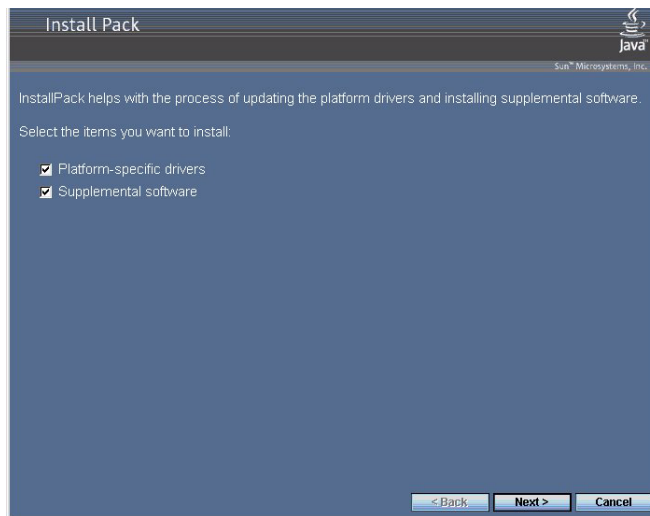 Install Pack
Java™
Sun™ Microsystems, Inc.
InstallPack helps with the process of updating the platform drivers and installing supplemental software.
Select the items you want to install:
Platform-specific drivers
Supplemental software
< Back Next > Cancel